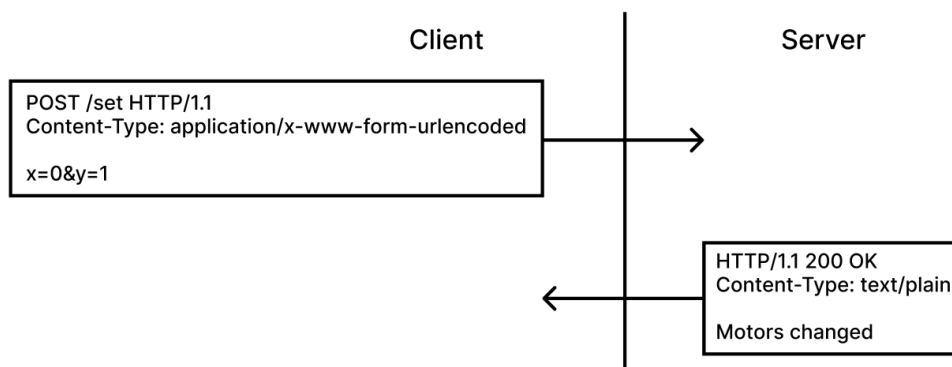 Client
Server
POST /set HTTP/1.1
Content-Type: application/x-www-form-urlencoded
x=0&y=1
HTTP/1.1 200 OK
Content-Type: text/plain
Motors changed